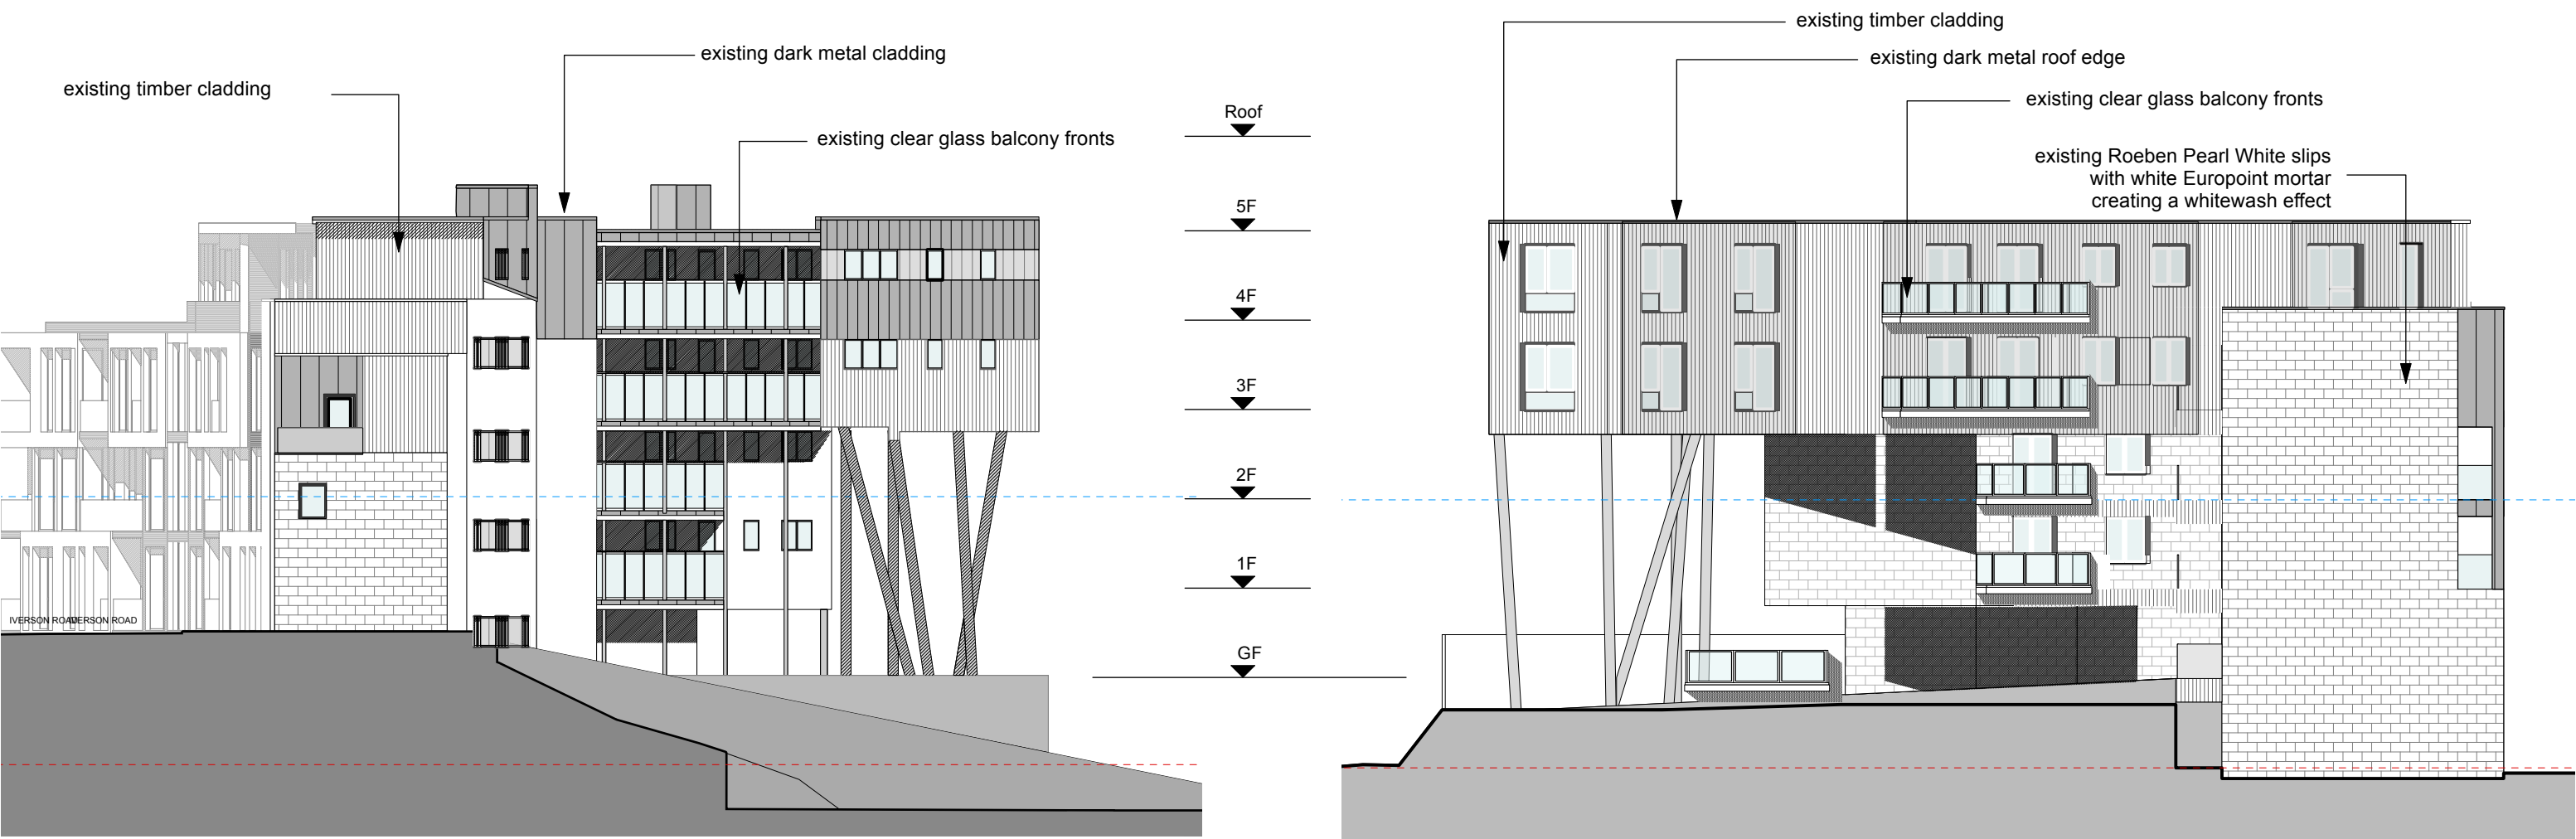 existing timber cladding
existing dark metal cladding
existing clear glass balcony fronts
IVERSON ROAD
IVERSON ROAD
Roof
5F
4F
3F
2F
1F
GF
existing timber cladding
existing dark metal roof edge
existing clear glass balcony fronts
existing Roeben Pearl White slips
with white Europoint mortar
creating a whitewash effect